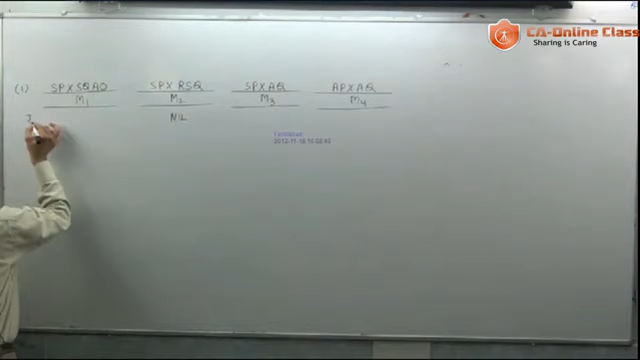 CA-Online Class
Sharing is Caring
(1) SP X SQAO SP X RSQ SP X AQ AP X AQ
M1 M2 M3 M4
NIL